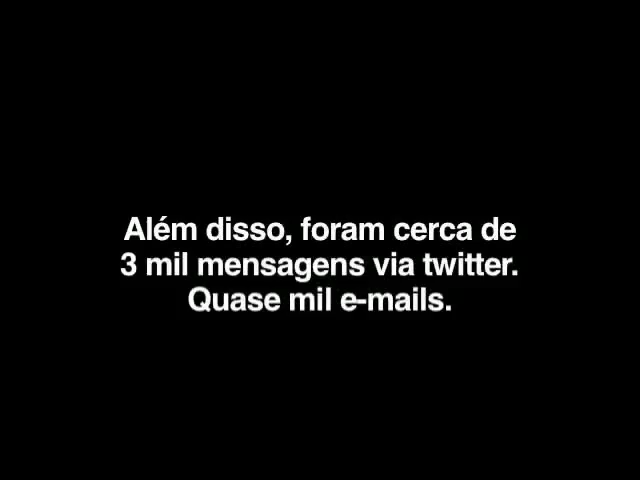 Além disso, foram cerca de
3 mil mensagens via twitter.
Quase mil e-mails.